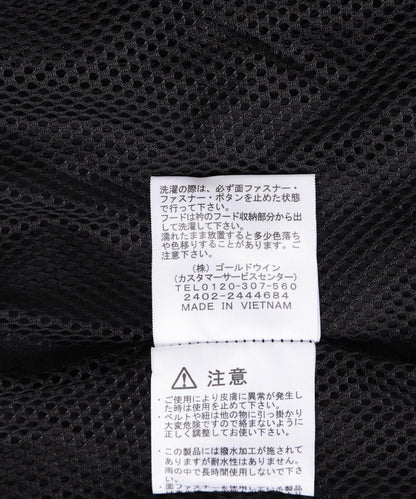 洗濯の際は、必ず面ファスナー・
ファスナー・ボタンを止めた状態
で行って下さい。
フードは衿のフード収納部分から出
して洗濯して下さい。
濡れたまま放置すると多少色落ち
や色移りすることがあります。ご
注意下さい。
(株) ゴールドウイン
(カスタマーサービスセンター)
TEL0120-307-560
2402-2444684
MADE IN VIETNAM
注意
・ご使用により皮膚に異常が発生し
た時は使用を止めて下さい。
・ベルトや紐は他の物に引っ掛かり
大変危険ですので絡まないように
正しく調整してお使い下さい。
・この製品には撥水加工が施されて
ありますが耐水性はありません。
雨の中で長時間使用しないで下
さい。